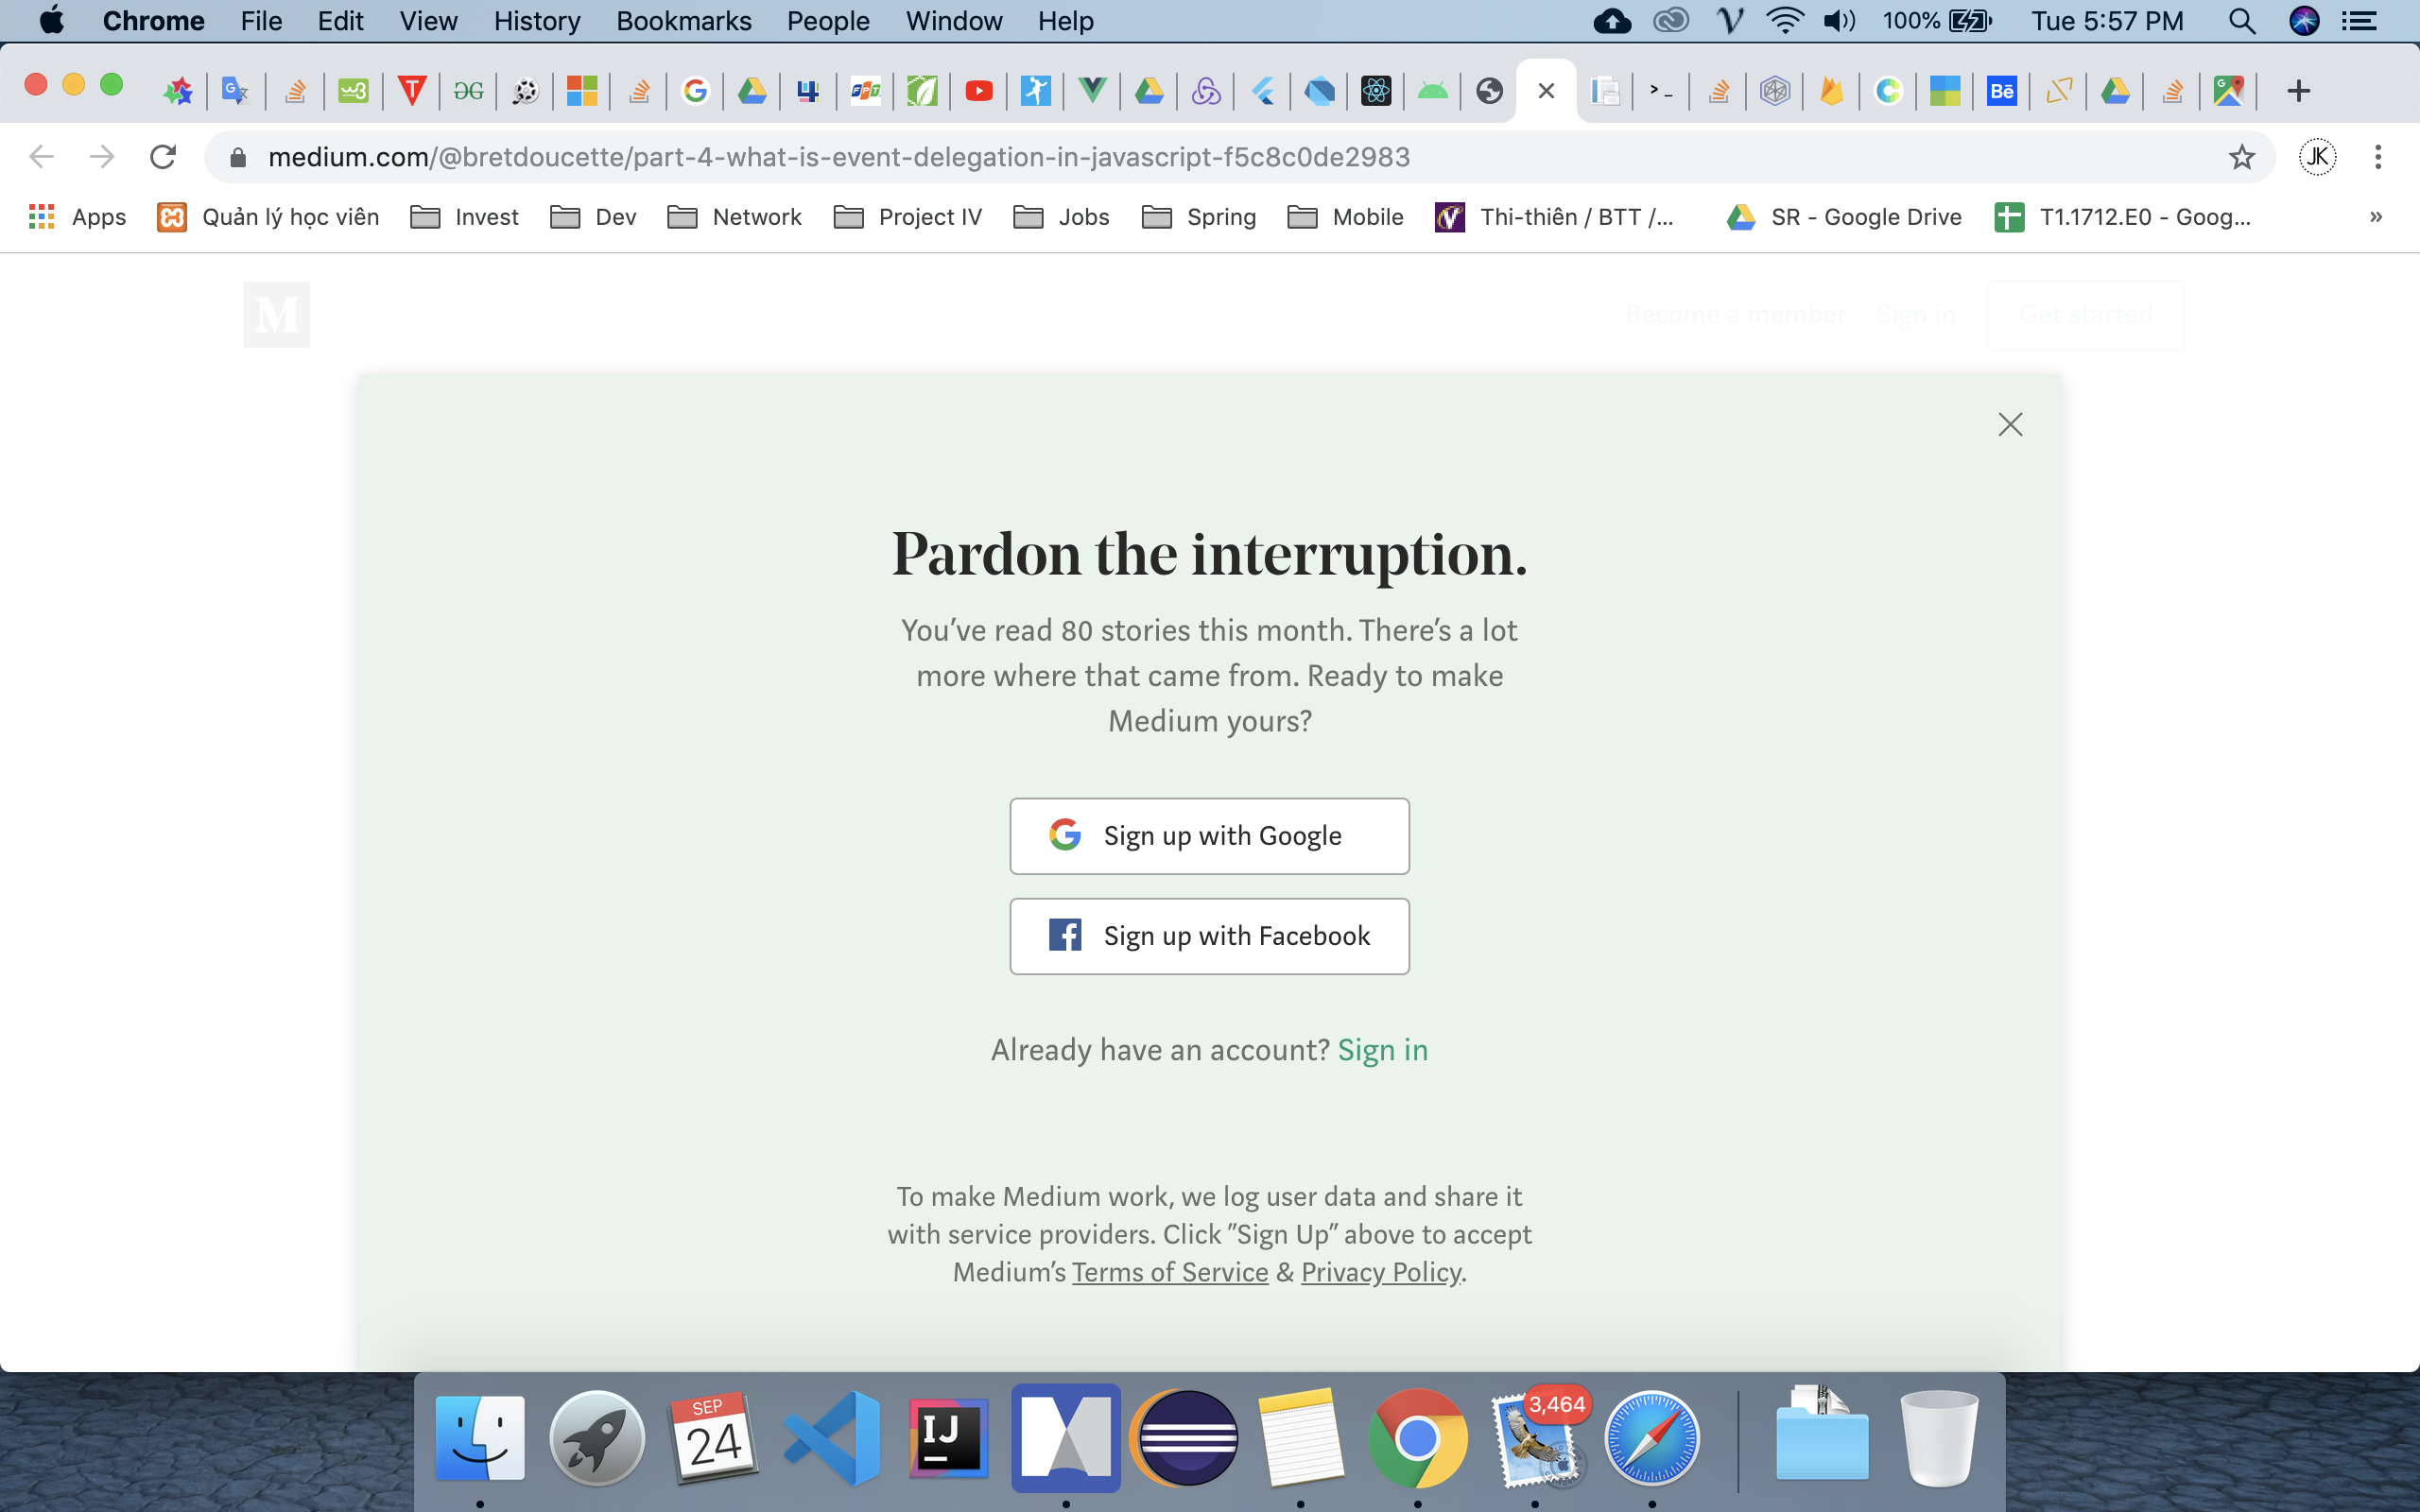 Chrome File Edit View History Bookmarks People Window Help 100% Tue 5:57 PM
medium.com/@bretdoucette/part-4-what-is-event-delegation-in-javascript-f5c8c0de2983 JK
Apps Quản lý học viên Invest Dev Network Project IV Jobs Spring Mobile Thi-thiên / BTT /... SR - Google Drive T1.1712.E0 - Goog... »
M Become a member Sign in Get started
Pardon the interruption.
You’ve read 80 stories this month. There’s a lot
more where that came from. Ready to make
Medium yours?
Sign up with Google
Sign up with Facebook
Already have an account? Sign in
To make Medium work, we log user data and share it
with service providers. Click ”Sign Up” above to accept
Medium’s Terms of Service & Privacy Policy.
SEP
24
IJ
3,464